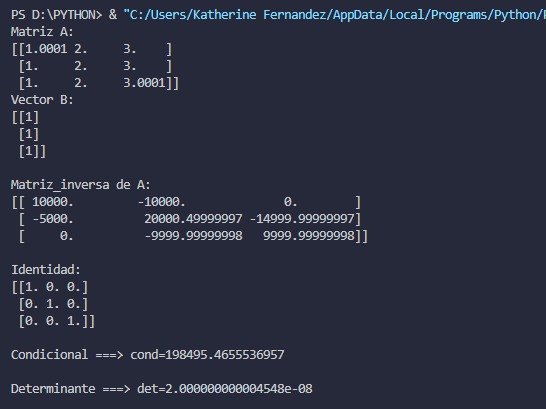 PS D:\PYTHON> & "C:/Users/Katherine Fernandez/AppData/Local/Programs/Python/
Matriz A:
[[1.0001 2.     3.    ]
 [1.     2.     3.    ]
 [1.     2.     3.0001]]
Vector B:
[[1]
 [1]
 [1]]
Matriz_inversa de A:
[[ 10000.         -10000.              0.        ]
 [ -5000.          20000.49999997 -14999.99999997]
 [     0.          -9999.99999998   9999.99999998]]
Identidad:
[[1. 0. 0.]
 [0. 1. 0.]
 [0. 0. 1.]]
Condicional ===> cond=198495.4655536957
Determinante ===> det=2.000000000004548e-08